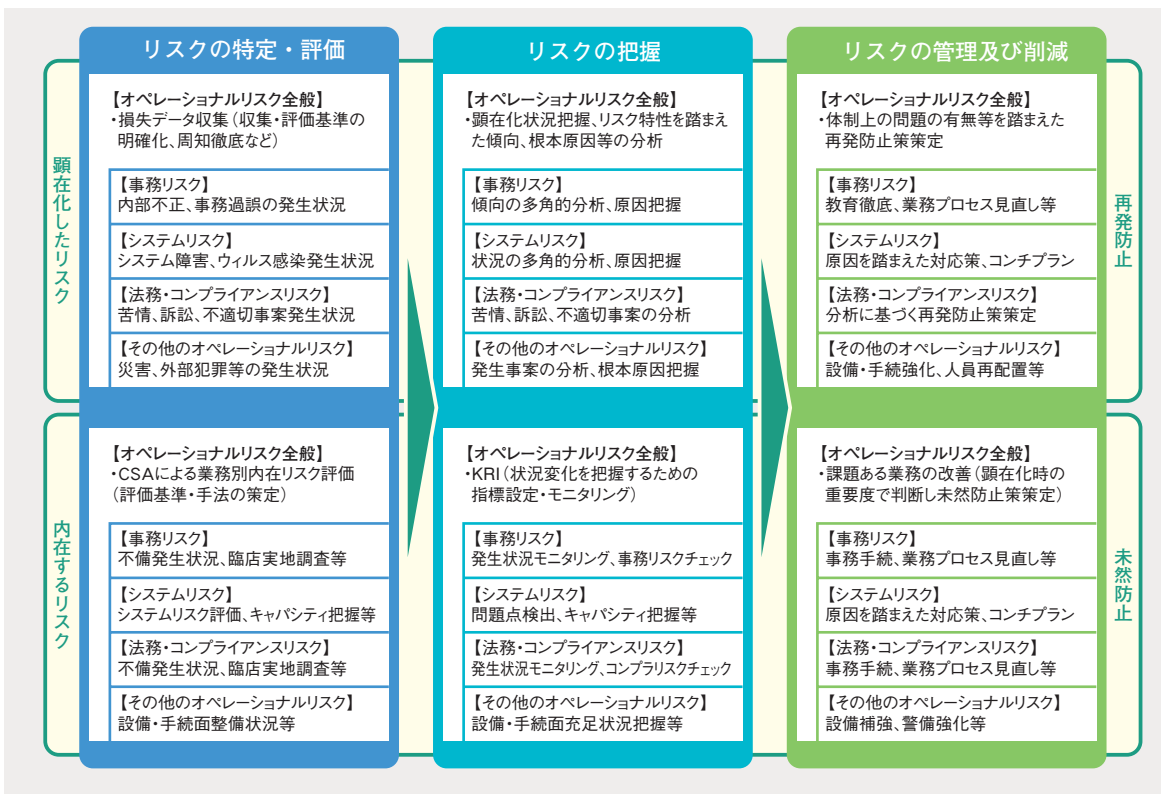 リスクの特定・評価
リスクの把握
リスクの管理及び削減
顕在化したリスク
【オペレーショナルリスク全般】
・損失データ収集(収集・評価基準の
明確化、周知徹底など)
【事務リスク】
内部不正、事務過誤の発生状況
【システムリスク】
システム障害、ウィルス感染発生状況
【法務・コンプライアンスリスク】
苦情、訴訟、不適切事案発生状況
【その他のオペレーショナルリスク】
災害、外部犯罪等の発生状況
【オペレーショナルリスク全般】
・顕在化状況把握、リスク特性を踏まえ
た傾向、根本原因等の分析
【事務リスク】
傾向の多角的分析、原因把握
【システムリスク】
状況の多角的分析、原因把握
【法務・コンプライアンスリスク】
苦情、訴訟、不適切事案の分析
【その他のオペレーショナルリスク】
発生事案の分析、根本原因把握
【オペレーショナルリスク全般】
・体制上の問題の有無等を踏まえた
再発防止策策定
【事務リスク】
教育徹底、業務プロセス見直し等
【システムリスク】
原因を踏まえた対応策、コンチプラン
【法務・コンプライアンスリスク】
分析に基づく再発防止策策定
【その他のオペレーショナルリスク】
設備・手続強化、人員再配置等
再発防止
内在するリスク
【オペレーショナルリスク全般】
・CSAによる業務別内在リスク評価
(評価基準・手法の策定)
【事務リスク】
不備発生状況、臨店実地調査等
【システムリスク】
システムリスク評価、キャパシティ把握等
【法務・コンプライアンスリスク】
不備発生状況、臨店実地調査等
【その他のオペレーショナルリスク】
設備・手続面整備状況等
【オペレーショナルリスク全般】
・KRI(状況変化を把握するための
指標設定・モニタリング)
【事務リスク】
発生状況モニタリング、事務リスクチェック
【システムリスク】
問題点検出、キャパシティ把握等
【法務・コンプライアンスリスク】
発生状況モニタリング、コンプラリスクチェック
【その他のオペレーショナルリスク】
設備・手続面充足状況把握等
【オペレーショナルリスク全般】
・課題ある業務の改善(顕在化時の
重要度で判断し未然防止策策定)
【事務リスク】
事務手続、業務プロセス見直し等
【システムリスク】
原因を踏まえた対応策、コンチプラン
【法務・コンプライアンスリスク】
事務手続、業務プロセス見直し等
【その他のオペレーショナルリスク】
設備補強、警備強化等
未然防止